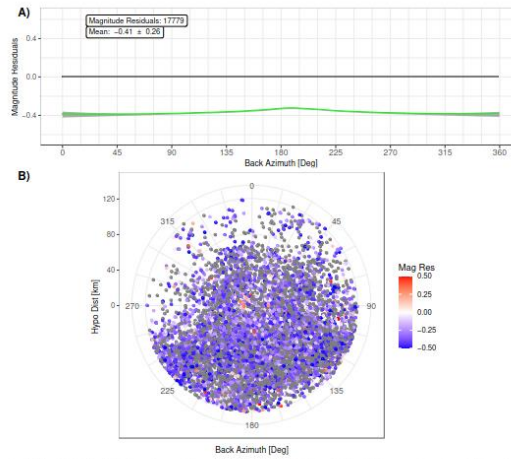 A)
Magnitude Residuals: 17779
Mean: −0.41 ± 0.26
Magnitude Residuals
0.4
0.0
−0.4
0 45 90 135 180 225 270 315 360
Back Azimuth [Deg]
B)
0
45
90
135
180
225
270
315
120
80
40
0
Hypo Dist [km]
Back Azimuth [Deg]
Mag Res
0.50
0.25
0.00
−0.25
−0.50